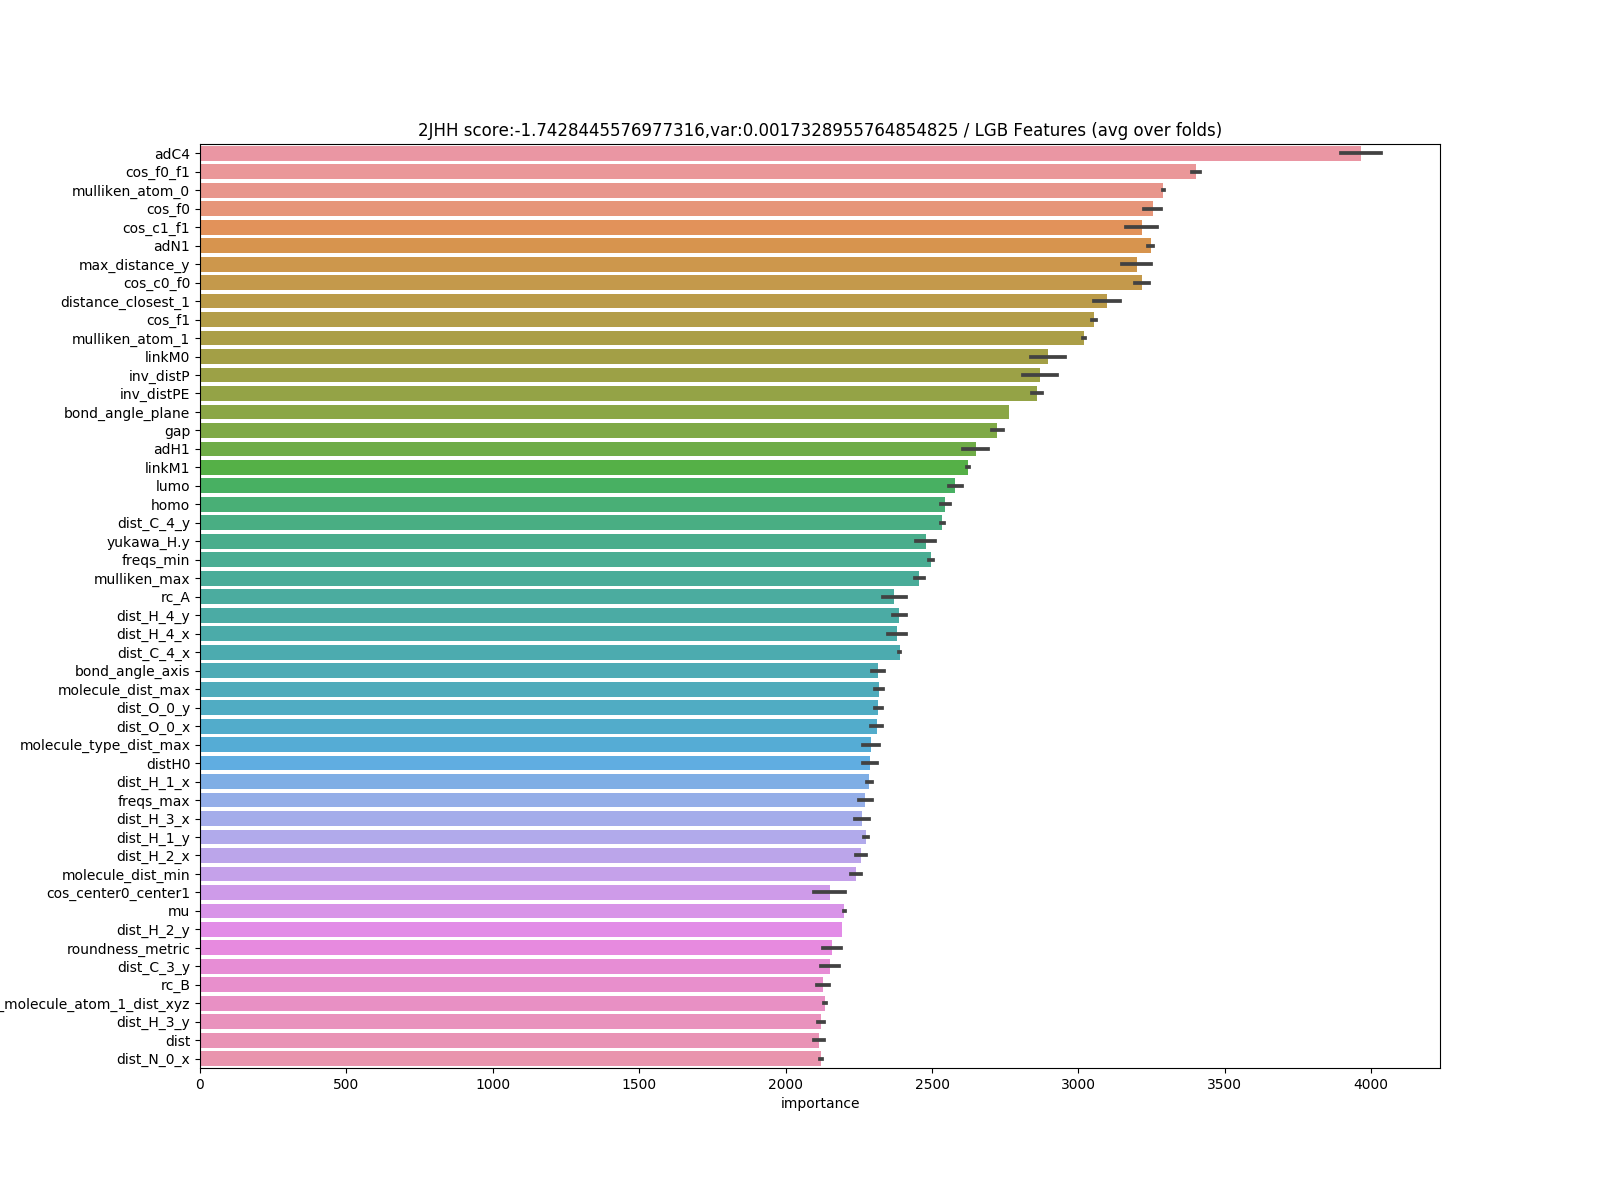 2JHH score:-1.7428445576977316,var:0.0017328955764854825 / LGB Features (avg over folds)
adC4
cos_f0_f1
mulliken_atom_0
cos_f0
cos_c1_f1
adN1
max_distance_y
cos_c0_f0
distance_closest_1
cos_f1
mulliken_atom_1
linkM0
inv_distP
inv_distPE
bond_angle_plane
gap
adH1
linkM1
lumo
homo
dist_C_4_y
yukawa_H.y
freqs_min
mulliken_max
rc_A
dist_H_4_y
dist_H_4_x
dist_C_4_x
bond_angle_axis
molecule_dist_max
dist_O_0_y
dist_O_0_x
molecule_type_dist_max
distH0
dist_H_1_x
freqs_max
dist_H_3_x
dist_H_1_y
dist_H_2_x
molecule_dist_min
cos_center0_center1
mu
dist_H_2_y
roundness_metric
dist_C_3_y
rc_B
_molecule_atom_1_dist_xyz
dist_H_3_y
dist
dist_N_0_x
0 500 1000 1500 2000 2500 3000 3500 4000
importance